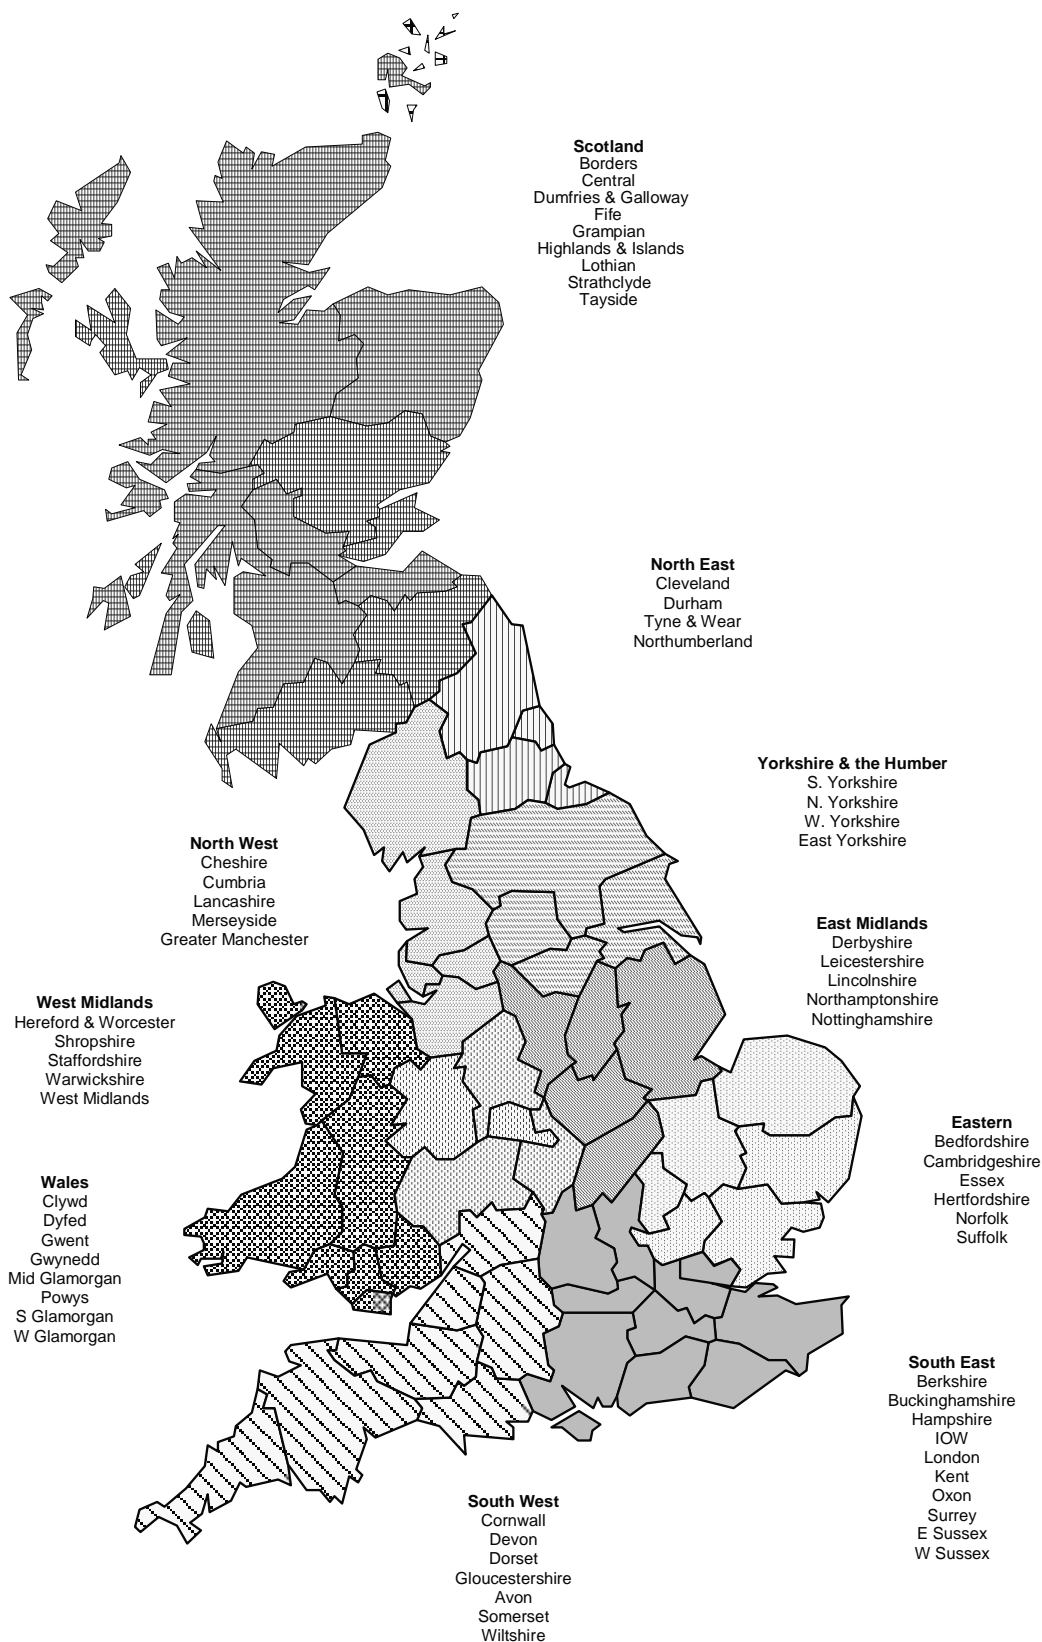 Scotland
Borders
Central
Dumfries & Galloway
Fife
Grampian
Highlands & Islands
Lothian
Strathclyde
Tayside
North East
Cleveland
Durham
Tyne & Wear
Northumberland
Yorkshire & the Humber
S. Yorkshire
N. Yorkshire
W. Yorkshire
East Yorkshire
North West
Cheshire
Cumbria
Lancashire
Merseyside
Greater Manchester
East Midlands
Derbyshire
Leicestershire
Lincolnshire
Northamptonshire
Nottinghamshire
West Midlands
Hereford & Worcester
Shropshire
Staffordshire
Warwickshire
West Midlands
Eastern
Bedfordshire
Cambridgeshire
Essex
Hertfordshire
Norfolk
Suffolk
Wales
Clywd
Dyfed
Gwent
Gwynedd
Mid Glamorgan
Powys
S Glamorgan
W Glamorgan
South East
Berkshire
Buckinghamshire
Hampshire
IOW
London
Kent
Oxon
Surrey
E Sussex
W Sussex
South West
Cornwall
Devon
Dorset
Gloucestershire
Avon
Somerset
Wiltshire